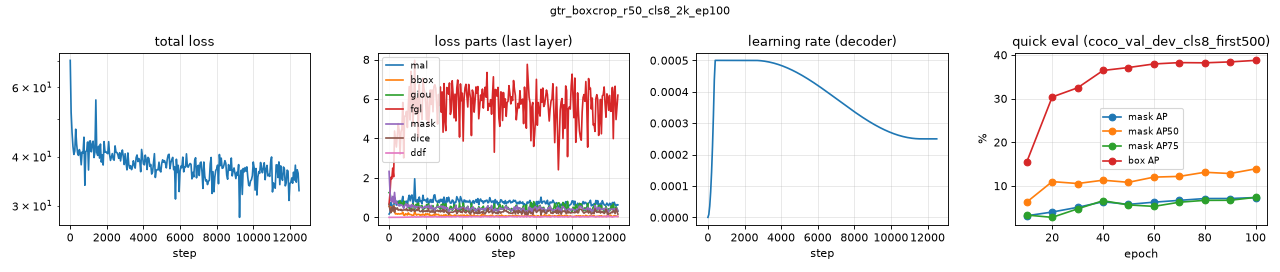 gtr_boxcrop_r50_cls8_2k_ep100
total loss
6 × 10¹
4 × 10¹
3 × 10¹
0 2000 4000 6000 8000 10000 12000
step
loss parts (last layer)
8
6
4
2
0
mal
bbox
giou
fgl
mask
dice
ddf
0 2000 4000 6000 8000 10000 12000
step
learning rate (decoder)
0.0005
0.0004
0.0003
0.0002
0.0001
0.0000
0 2000 4000 6000 8000 10000 12000
step
quick eval (coco_val_dev_cls8_first500)
%
40
30
20
10
mask AP
mask AP50
mask AP75
box AP
20 40 60 80 100
epoch